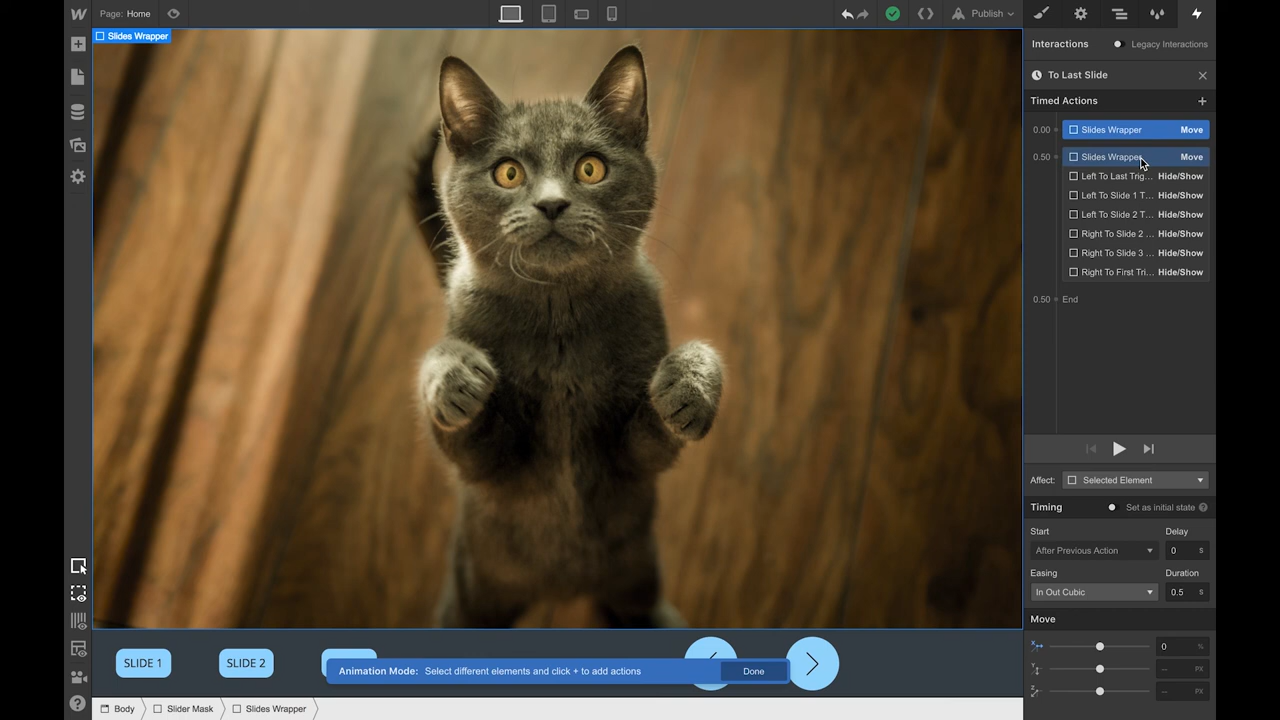 Page: Home
Publish
Slides Wrapper
Interactions
Legacy Interactions
To Last Slide
Timed Actions
0.00
Slides Wrapper Move
0.50
Slides Wrapper Move
Left To Last Trig... Hide/Show
Left To Slide 1 T... Hide/Show
Left To Slide 2 T... Hide/Show
Right To Slide 2 ... Hide/Show
Right To Slide 3 ... Hide/Show
Right To First Tri... Hide/Show
0.50 End
Affect: Selected Element
Timing Set as initial state ?
Start Delay
After Previous Action 0 S
Easing Duration
In Out Cubic 0.5 S
Move
X 0 %
Y — PX
Z — PX
SLIDE 1
SLIDE 2
Animation Mode: Select different elements and click + to add actions
Done
Body Slider Mask Slides Wrapper